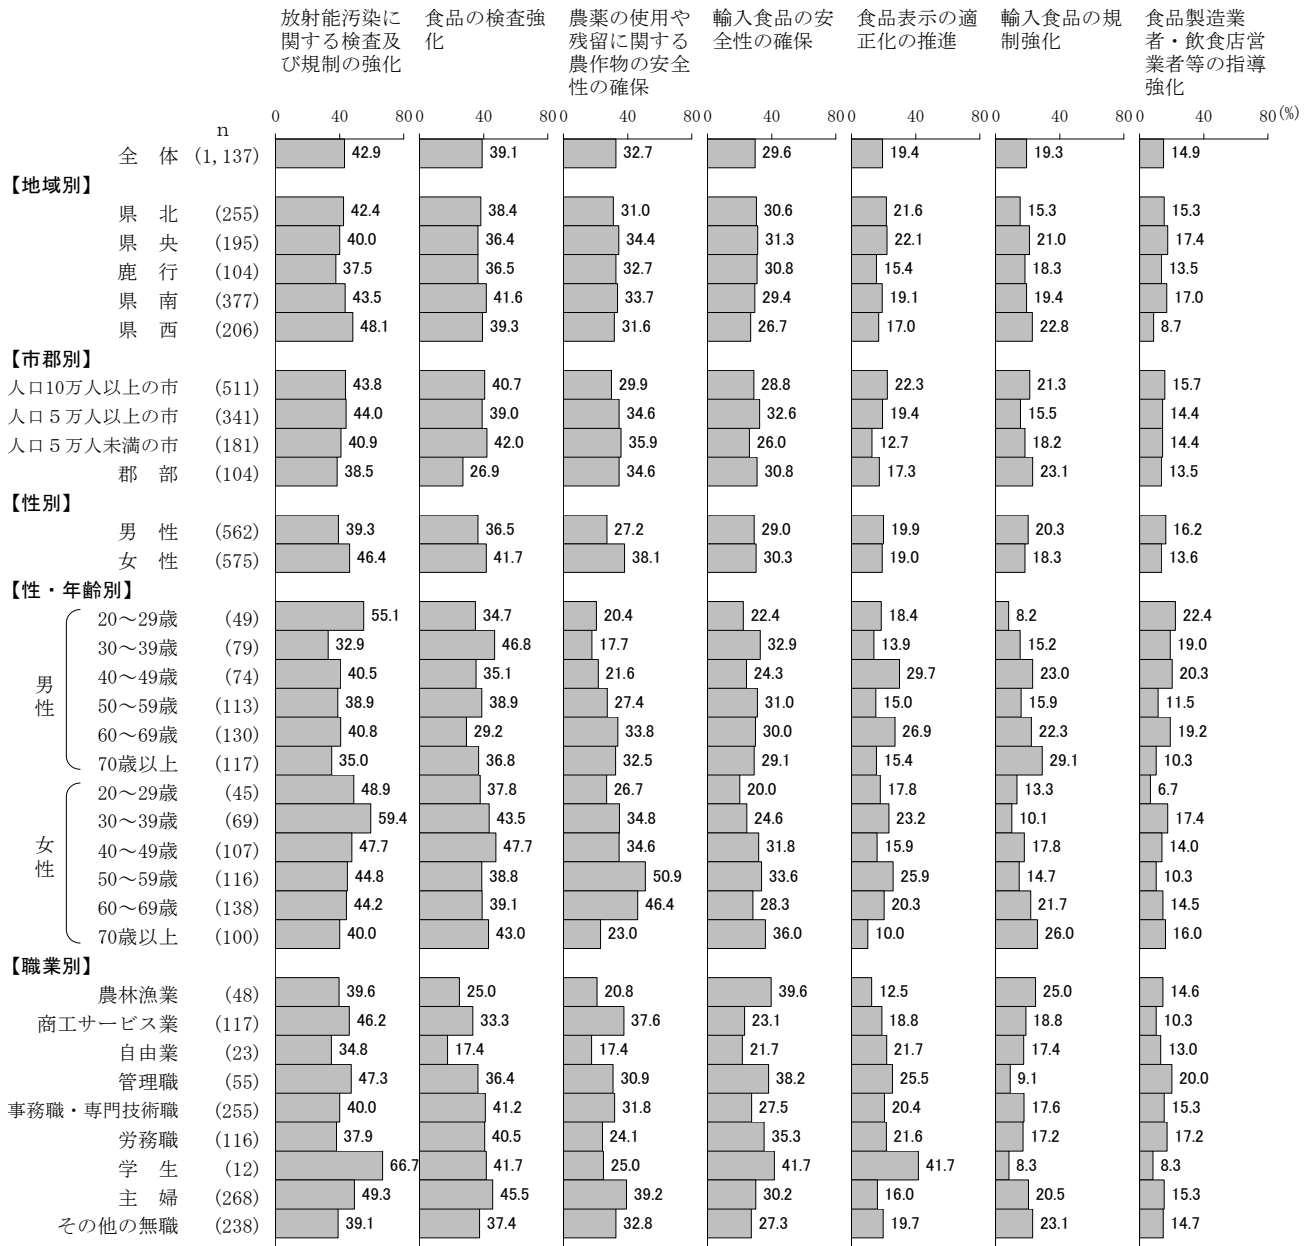 放射能汚染に
関する検査及
び規制の強化
食品の検査強
化
農薬の使用や
残留に関する
農作物の安全
性の確保
輸入食品の安
全性の確保
食品表示の適
正化の推進
輸入食品の規
制強化
食品製造業
者・飲食店営
業者等の指導
強化
n
0 40 80 0 40 80 0 40 80 0 40 80 0 40 80 0 40 80 0 40 80 (%)
全 体 (1,137) 42.9 39.1 32.7 29.6 19.4 19.3 14.9
【地域別】
県 北 (255) 42.4 38.4 31.0 30.6 21.6 15.3 15.3
県 央 (195) 40.0 36.4 34.4 31.3 22.1 21.0 17.4
鹿 行 (104) 37.5 36.5 32.7 30.8 15.4 18.3 13.5
県 南 (377) 43.5 41.6 33.7 29.4 19.1 19.4 17.0
県 西 (206) 48.1 39.3 31.6 26.7 17.0 22.8 8.7
【市郡別】
人口10万人以上の市 (511) 43.8 40.7 29.9 28.8 22.3 21.3 15.7
人口５万人以上の市 (341) 44.0 39.0 34.6 32.6 19.4 15.5 14.4
人口５万人未満の市 (181) 40.9 42.0 35.9 26.0 12.7 18.2 14.4
郡 部 (104) 38.5 26.9 34.6 30.8 17.3 23.1 13.5
【性別】
男 性 (562) 39.3 36.5 27.2 29.0 19.9 20.3 16.2
女 性 (575) 46.4 41.7 38.1 30.3 19.0 18.3 13.6
【性・年齢別】
男性
20～29歳 (49) 55.1 34.7 20.4 22.4 18.4 8.2 22.4
30～39歳 (79) 32.9 46.8 17.7 32.9 13.9 15.2 19.0
40～49歳 (74) 40.5 35.1 21.6 24.3 29.7 23.0 20.3
50～59歳 (113) 38.9 38.9 27.4 31.0 15.0 15.9 11.5
60～69歳 (130) 40.8 29.2 33.8 30.0 26.9 22.3 19.2
70歳以上 (117) 35.0 36.8 32.5 29.1 15.4 29.1 10.3
女性
20～29歳 (45) 48.9 37.8 26.7 20.0 17.8 13.3 6.7
30～39歳 (69) 59.4 43.5 34.8 24.6 23.2 10.1 17.4
40～49歳 (107) 47.7 47.7 34.6 31.8 15.9 17.8 14.0
50～59歳 (116) 44.8 38.8 50.9 33.6 25.9 14.7 10.3
60～69歳 (138) 44.2 39.1 46.4 28.3 20.3 21.7 14.5
70歳以上 (100) 40.0 43.0 23.0 36.0 10.0 26.0 16.0
【職業別】
農林漁業 (48) 39.6 25.0 20.8 39.6 12.5 25.0 14.6
商工サービス業 (117) 46.2 33.3 37.6 23.1 18.8 18.8 10.3
自由業 (23) 34.8 17.4 17.4 21.7 21.7 17.4 13.0
管理職 (55) 47.3 36.4 30.9 38.2 25.5 9.1 20.0
事務職・専門技術職 (255) 40.0 41.2 31.8 27.5 20.4 17.6 15.3
労務職 (116) 37.9 40.5 24.1 35.3 21.6 17.2 17.2
学 生 (12) 66.7 41.7 25.0 41.7 41.7 8.3 8.3
主 婦 (268) 49.3 45.5 39.2 30.2 16.0 20.5 15.3
その他の無職 (238) 39.1 37.4 32.8 27.3 19.7 23.1 14.7